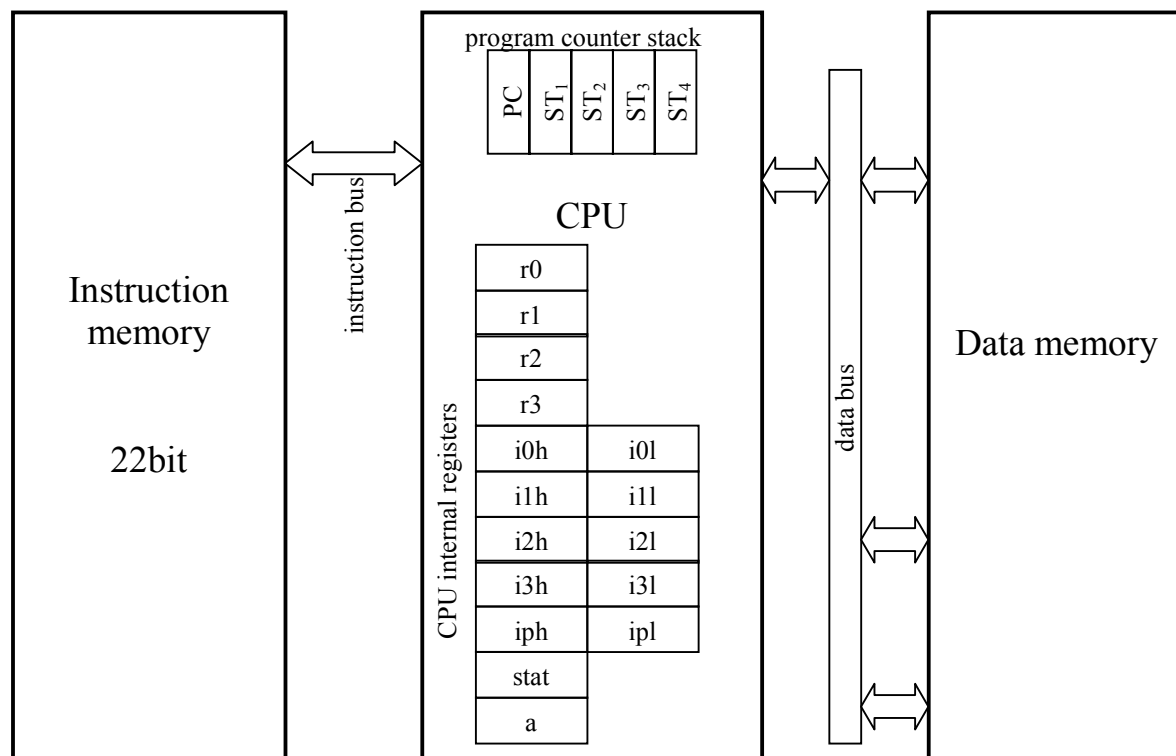 program counter stack
PC
ST₁
ST₂
ST₃
ST₄
instruction bus
CPU
Instruction
memory
22bit
CPU internal registers
r0
r1
r2
r3
i0h i0l
i1h i1l
i2h i2l
i3h i3l
iph ipl
stat
a
data bus
Data memory